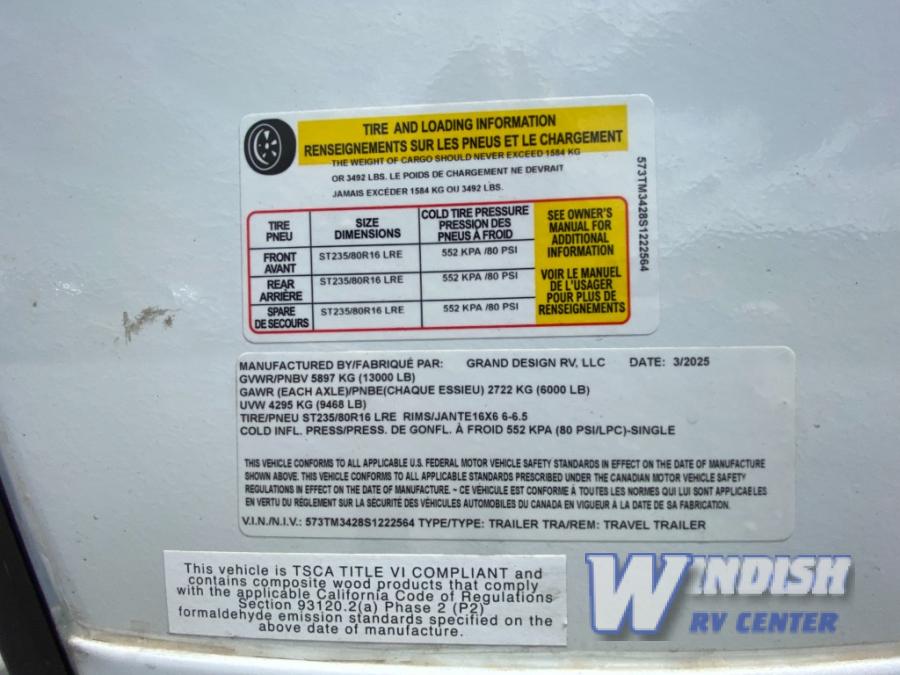 TIRE AND LOADING INFORMATION
RENSEIGNEMENTS SUR LES PNEUS ET LE CHARGEMENT
THE WEIGHT OF CARGO SHOULD NEVER EXCEED 1584 KG
OR 3492 LBS. LE POIDS DE CHARGEMENT NE DEVRAIT
JAMAIS EXCÉDER 1584 KG OU 3492 LBS.
TIRE
PNEU
SIZE
DIMENSIONS
COLD TIRE PRESSURE
PRESSION DES
PNEUS À FROID
FRONT
AVANT
ST235/80R16 LRE
552 KPA /80 PSI
REAR
ARRIÈRE
ST235/80R16 LRE
552 KPA /80 PSI
SPARE
DE SECOURS
ST235/80R16 LRE
552 KPA /80 PSI
SEE OWNER'S
MANUAL FOR
ADDITIONAL
INFORMATION
VOIR LE MANUEL
DE L'USAGER
POUR PLUS DE
RENSEIGNEMENTS
573TM3428S1222564
MANUFACTURED BY/FABRIQUÉ PAR: GRAND DESIGN RV, LLC DATE: 3/2025
GVWR/PNBV 5897 KG (13000 LB)
GAWR (EACH AXLE)/PNBE(CHAQUE ESSIEU) 2722 KG (6000 LB)
UVW 4295 KG (9468 LB)
TIRE/PNEU ST235/80R16 LRE RIMS/JANTE16X6 6-6.5
COLD INFL. PRESS/PRESS. DE GONFL. À FROID 552 KPA (80 PSI/LPC)-SINGLE
THIS VEHICLE CONFORMS TO ALL APPLICABLE U.S. FEDERAL MOTOR VEHICLE SAFETY STANDARDS IN EFFECT ON THE DATE OF MANUFACTURE
SHOWN ABOVE. THIS VEHICLE CONFORMS TO ALL APPLICABLE STANDARDS PRESCRIBED UNDER THE CANADIAN MOTOR VEHICLE SAFETY
REGULATIONS IN EFFECT ON THE DATE OF MANUFACTURE. ~ CE VÉHICULE EST CONFORME À TOUTES LES NORMES QUI LUI SONT APPLICABLES
EN VERTU DU RÈGLEMENT SUR LA SÉCURITÉ DES VÉHICULES AUTOMOBILES DU CANADA EN VIGUEUR À LA DATE DE SA FABRICATION.
V.I.N./N.I.V.: 573TM3428S1222564 TYPE/TYPE: TRAILER TRA/REM: TRAVEL TRAILER
This vehicle is TSCA TITLE VI COMPLIANT and
contains composite wood products that comply
with the applicable California Code of Regulations
Section 93120.2(a) Phase 2 (P2)
formaldehyde emission standards specified on the
above date of manufacture.
WINDISH
RV CENTER